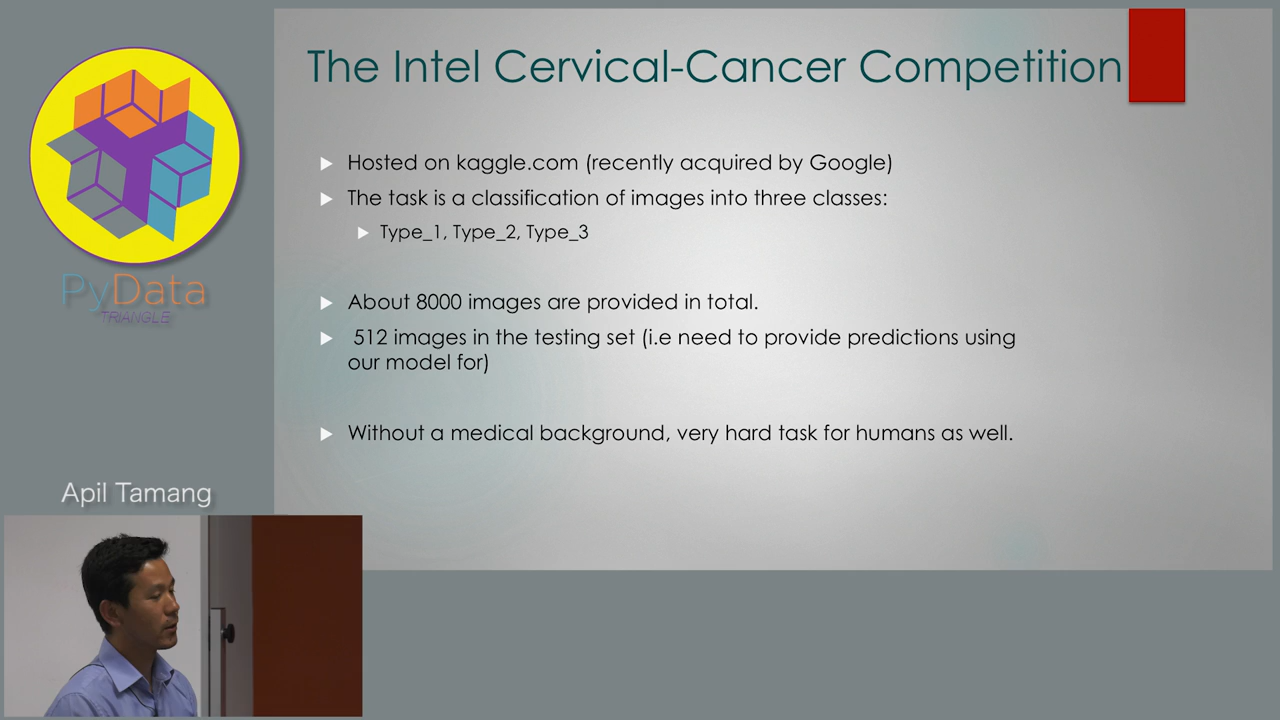 The Intel Cervical-Cancer Competition
Hosted on kaggle.com (recently acquired by Google)
The task is a classification of images into three classes:
Type_1, Type_2, Type_3
About 8000 images are provided in total.
512 images in the testing set (i.e need to provide predictions using
our model for)
Without a medical background, very hard task for humans as well.
PyData
TRIANGLE
Apil Tamang